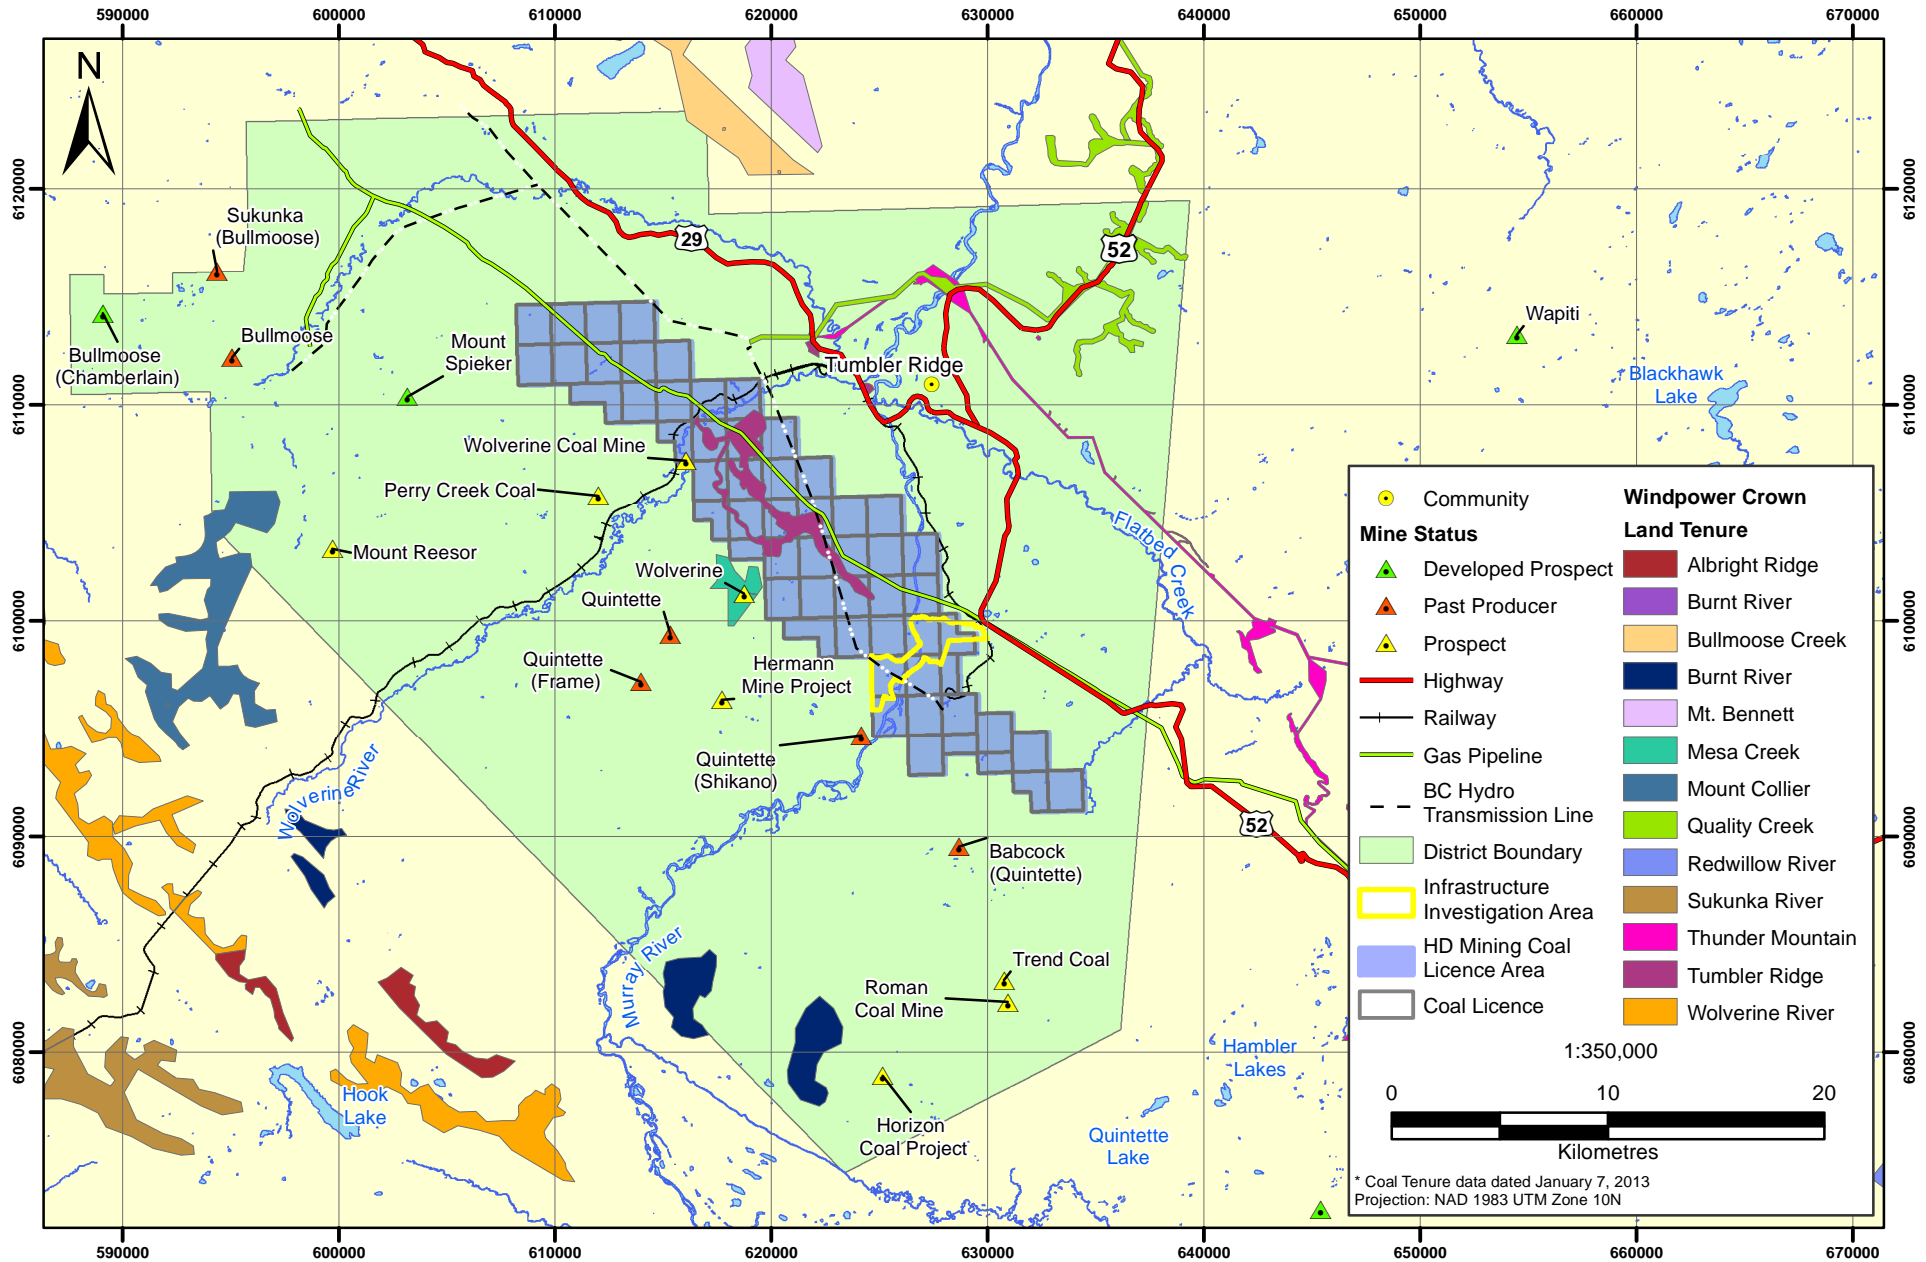 590000
600000
610000
620000
630000
640000
650000
660000
670000
N
6120000
6110000
6100000
6090000
6080000
6120000
6110000
6100000
6090000
6080000
Sukunka
(Bullmoose)
29
52
Bullmoose
Bullmoose
(Chamberlain)
Mount
Spieker
Tumbler Ridge
Wapiti
Blackhawk
Lake
Wolverine Coal Mine
Perry Creek Coal
Mount Reesor
Flatbed Creek
Wolverine
Quintette
Quintette
(Frame)
Hermann
Mine Project
Quintette
(Shikano)
Wolverine River
52
Babcock
(Quintette)
Murray River
Trend Coal
Roman
Coal Mine
Hambler
Lakes
Hook
Lake
Horizon
Coal Project
Quintette
Lake
Community
Mine Status
Developed Prospect
Past Producer
Prospect
Highway
Railway
Gas Pipeline
BC Hydro
Transmission Line
District Boundary
Infrastructure
Investigation Area
HD Mining Coal
Licence Area
Coal Licence
Windpower Crown
Land Tenure
Albright Ridge
Burnt River
Bullmoose Creek
Burnt River
Mt. Bennett
Mesa Creek
Mount Collier
Quality Creek
Redwillow River
Sukunka River
Thunder Mountain
Tumbler Ridge
Wolverine River
1:350,000
0
10
20
Kilometres
* Coal Tenure data dated January 7, 2013
Projection: NAD 1983 UTM Zone 10N
590000
600000
610000
620000
630000
640000
650000
660000
670000